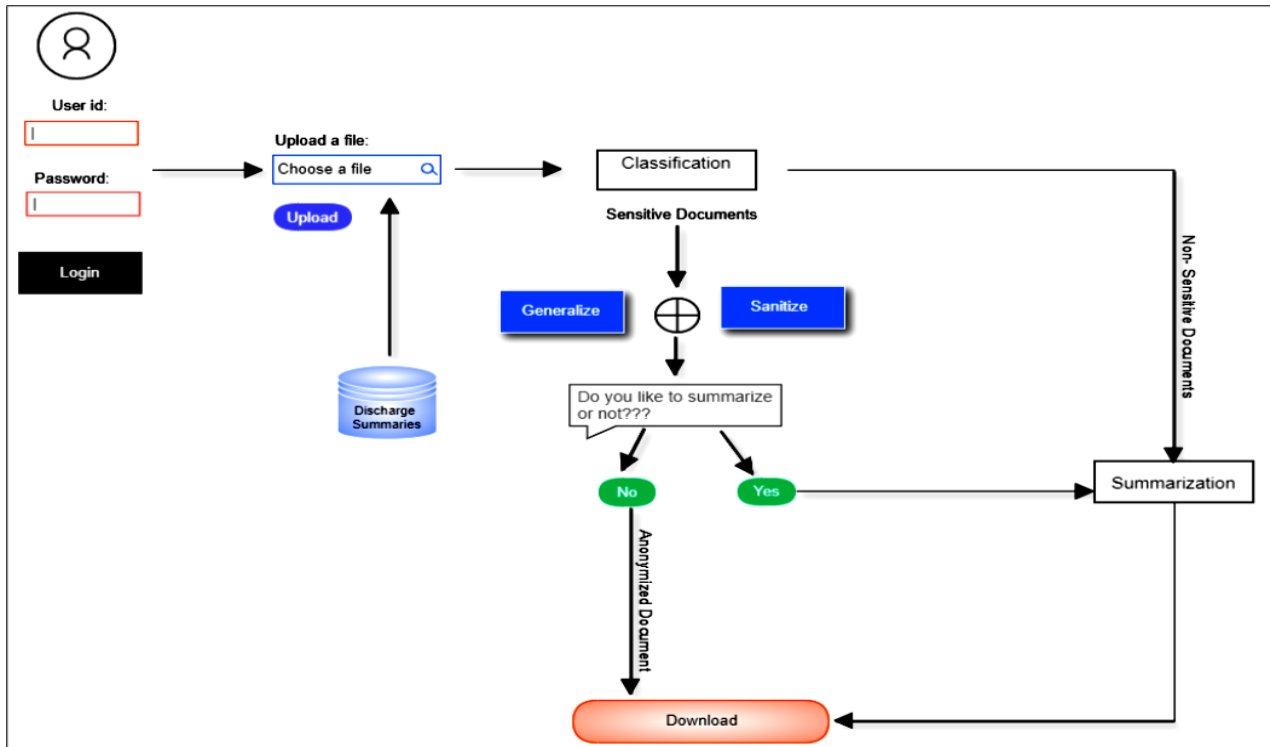 User id:
Password:
Login
Upload a file:
Choose a file
Upload
Discharge
Summaries
Classification
Sensitive Documents
Generalize
Sanitize
Do you like to summarize
or not???
No
Yes
Anonymized Document
Non- Sensitive Documents
Summarization
Download